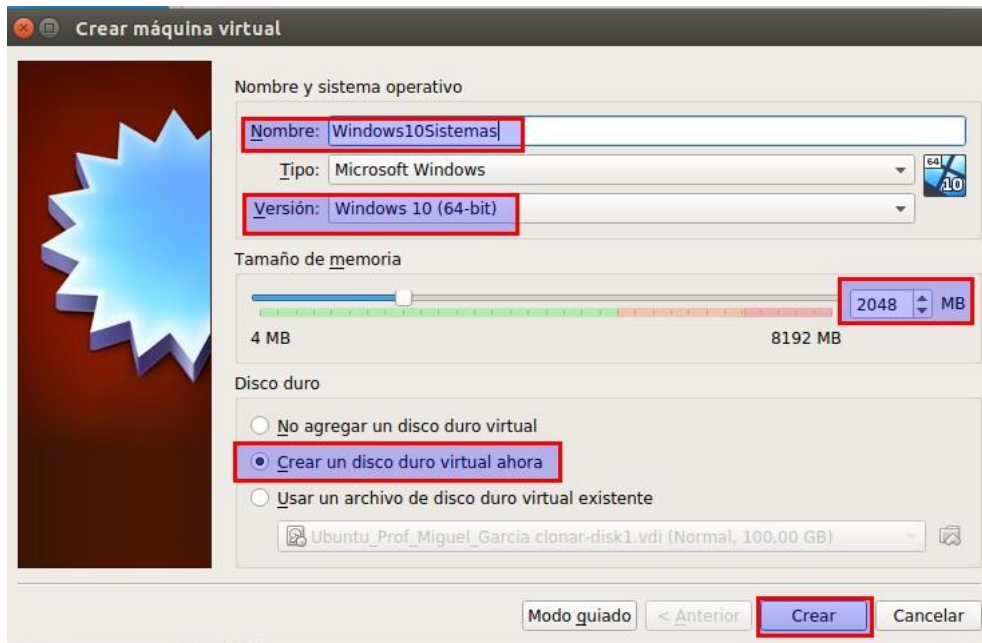 Crear máquina virtual
Nombre y sistema operativo
Nombre: Windows10Sistemas
Tipo: Microsoft Windows
64
10
Versión: Windows 10 (64-bit)
Tamaño de memoria
2048 MB
4 MB 8192 MB
Disco duro
No agregar un disco duro virtual
Crear un disco duro virtual ahora
Usar un archivo de disco duro virtual existente
Ubuntu_Prof_Miguel_Garcia clonar-disk1.vdi (Normal, 100,00 GB)
Modo guiado < Anterior Crear Cancelar